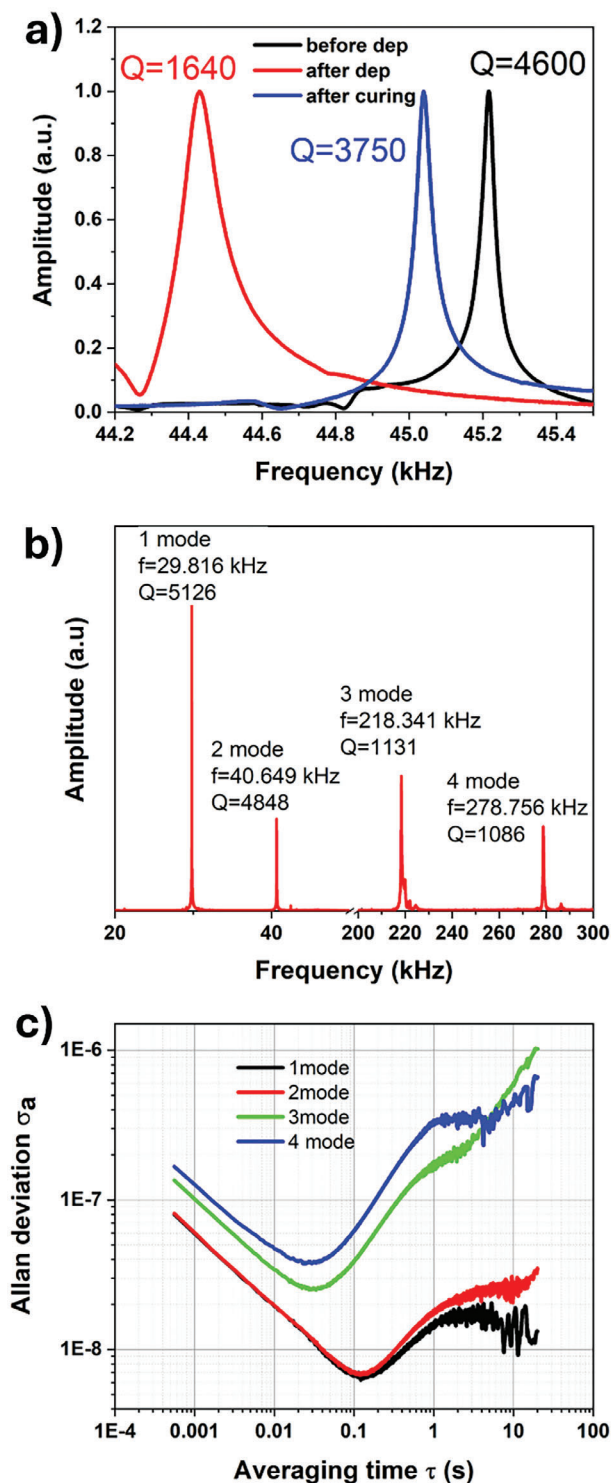 a)
1.2
1.0
0.8
0.6
0.4
0.2
0.0
Amplitude (a.u.)
before dep
after dep
after curing
Q=1640
Q=4600
Q=3750
44.2 44.4 44.6 44.8 45.0 45.2 45.4
Frequency (kHz)
b)
Amplitude (a.u)
1 mode
f=29.816 kHz
Q=5126
2 mode
f=40.649 kHz
Q=4848
3 mode
f=218.341 kHz
Q=1131
4 mode
f=278.756 kHz
Q=1086
20 40 200 220 240 260 280 300
Frequency (kHz)
c)
1E-6
1E-7
1E-8
Allan deviation σa
1mode
2mode
3mode
4 mode
1E-4 0.001 0.01 0.1 1 10 100
Averaging time τ (s)